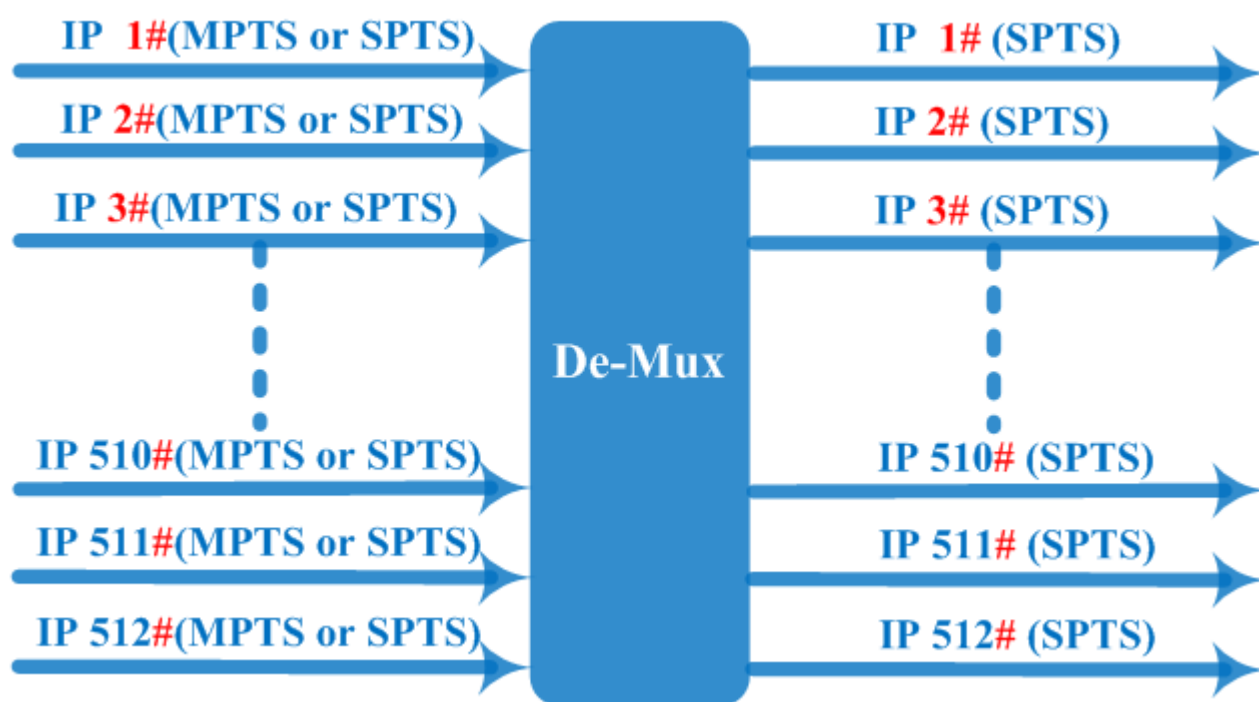 IP 1#(MPTS or SPTS)
IP 1# (SPTS)
IP 2#(MPTS or SPTS)
IP 2# (SPTS)
IP 3#(MPTS or SPTS)
IP 3# (SPTS)
De-Mux
IP 510#(MPTS or SPTS)
IP 510# (SPTS)
IP 511#(MPTS or SPTS)
IP 511# (SPTS)
IP 512#(MPTS or SPTS)
IP 512# (SPTS)